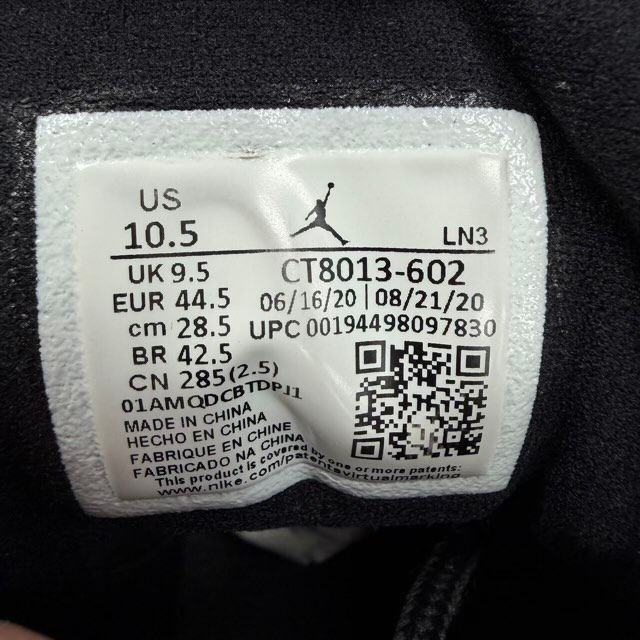 US
10.5
LN3
UK 9.5
CT8013-602
EUR 44.5
06/16/20 | 08/21/20
cm 28.5
UPC 00194498097830
BR 42.5
CN 285(2.5)
01AMQDCBTDPJ1
MADE IN CHINA
HECHO EN CHINA
FABRIQUE EN CHINE
FABRICADO NA CHINA
This product is covered by one or more patents:
www.nike.com/patents virtualmarking